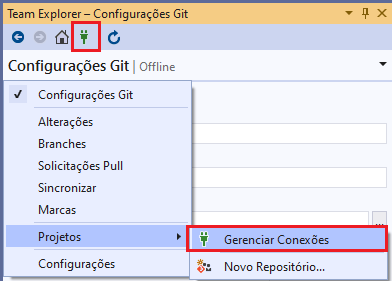 Team Explorer – Configurações Git
Configurações Git | Offline
Configurações Git
Alterações
Branches
Solicitações Pull
Sincronizar
Marcas
Projetos
Gerenciar Conexões
Configurações
Novo Repositório...
...